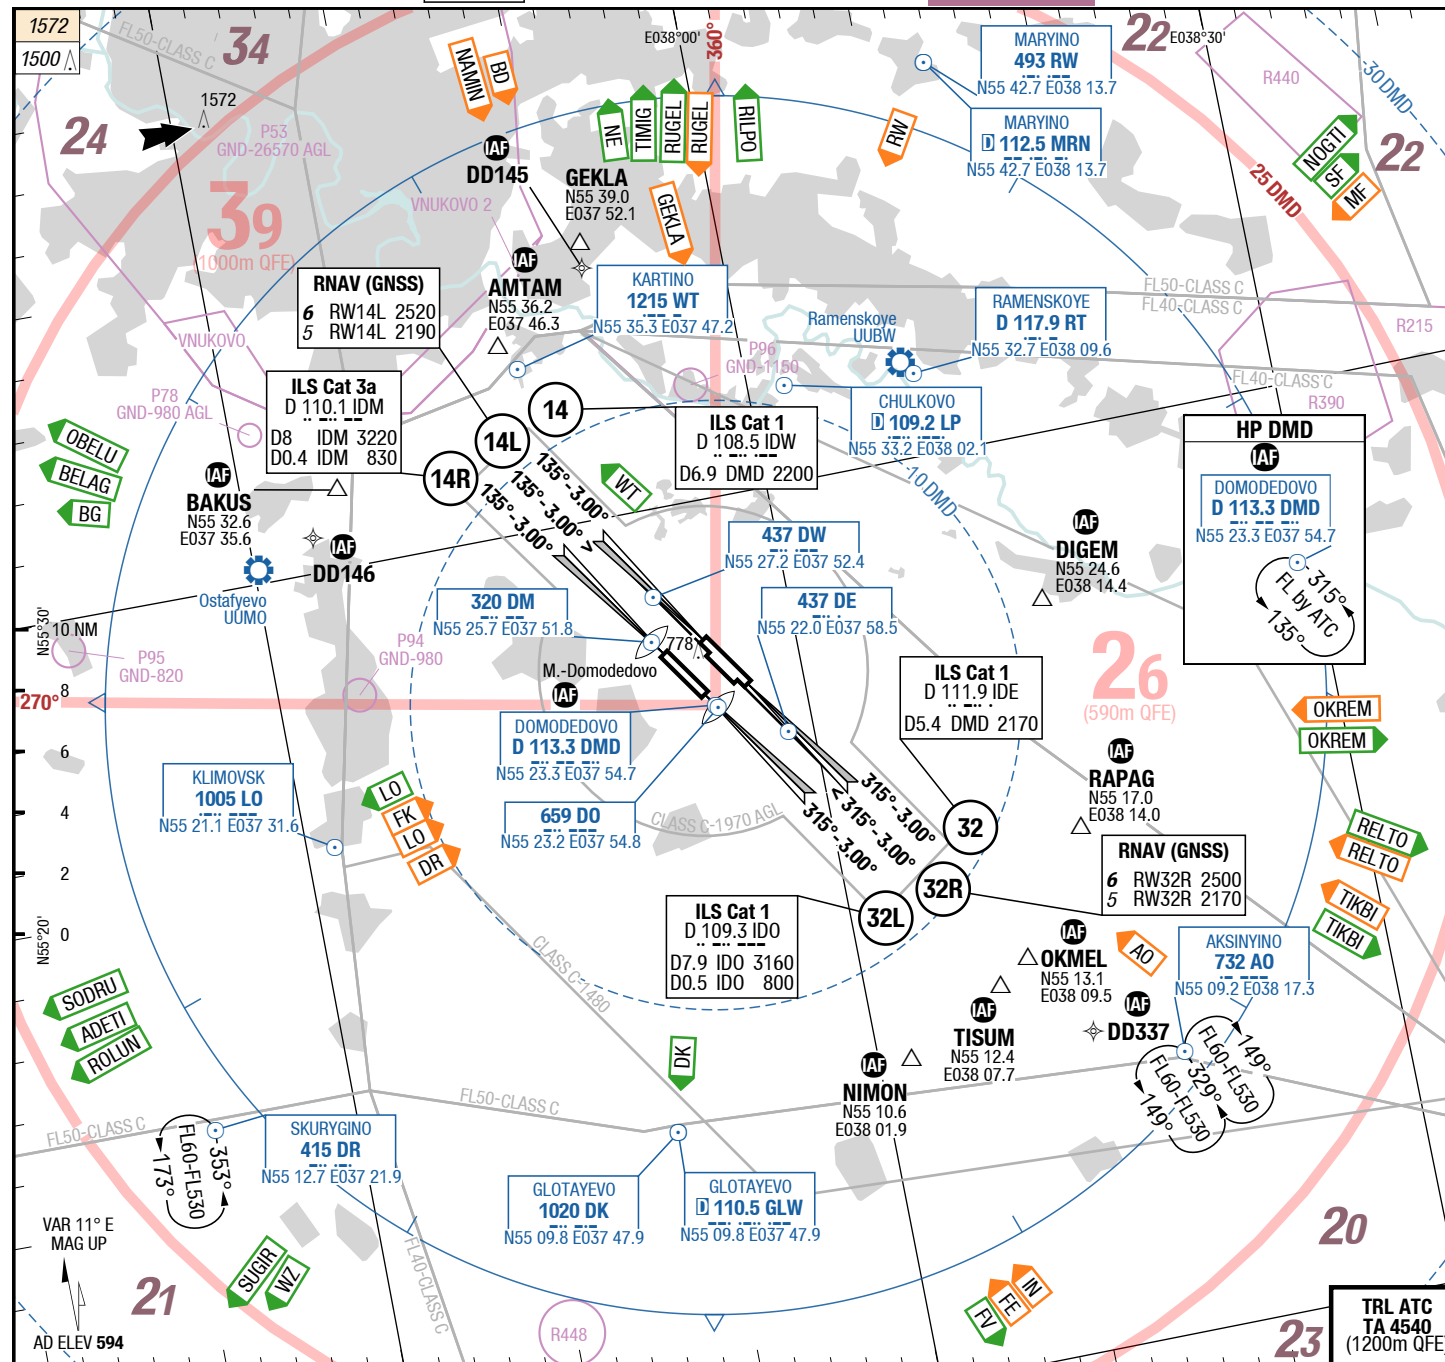 1572
1500
FL50-CLASS C
34
1572
24
P53
GND-26570 AGL
39
(1000m QFE)
NAMIN
BD
E038°00'
360°
NE
TIMIG
RUGEL
RUGEL
RILPO
GEKLA
RW
MARYINO
493 RW
N55 42.7 E038 13.7
22
E038°30'
R440
30 DMD
MARYINO
D 112.5 MRN
N55 42.7 E038 13.7
NOGTI
SF
MF
22
25 DMD
IAF
DD145
GEKLA
N55 39.0
E037 52.1
VNUKOVO 2
IAF
AMTAM
N55 36.2
E037 46.3
RNAV (GNSS)
6 RW14L 2520
5 RW14L 2190
KARTINO
1215 WT
N55 35.3 E037 47.2
RAMENSKOYE
D 117.9 RT
N55 32.7 E038 09.6
Ramenskoye
UUBW
FL50-CLASS C
FL40-CLASS C
R215
VNUKOVO
P96
GND-1150
P78
GND-980 AGL
ILS Cat 3a
D 110.1 IDM
D8 IDM 3220
D0.4 IDM 830
14
14L
14R
ILS Cat 1
D 108.5 IDW
D6.9 DMD 2200
CHULKOVO
D 109.2 LP
N55 33.2 E038 02.1
FL40-CLASS C
R390
OBELU
BELAG
BG
IAF
BAKUS
N55 32.6
E037 35.6
135°-3.00°
135°-3.00° >
135°-3.00°
WT
10 DMD
HP DMD
IAF
DOMODEDOVO
D 113.3 DMD
N55 23.3 E037 54.7
315°
FL by ATC
135°
IAF
DD146
Ostafyevo
UUMO
437 DW
N55 27.2 E037 52.4
IAF
DIGEM
N55 24.6
E038 14.4
320 DM
N55 25.7 E037 51.8
437 DE
N55 22.0 E037 58.5
N55°30'
10 NM
P95
GND-820
P94
GND-980
778
M.-Domodedovo
IAF
ILS Cat 1
D 111.9 IDE
D5.4 DMD 2170
26
(590m QFE)
8
270°
DOMODEDOVO
D 113.3 DMD
N55 23.3 E037 54.7
OKREM
OKREM
6
KLIMOVSK
1005 LO
N55 21.1 E037 31.6
LO
FK
LO
DR
659 DO
N55 23.2 E037 54.8
CLASS C-1970 AGL
315°-3.00°
< 315°-3.00°
315°-3.00°
32
32R
32L
IAF
RAPAG
N55 17.0
E038 14.0
RNAV (GNSS)
6 RW32R 2500
5 RW32R 2170
RELTO
RELTO
TIKBI
TIKBI
4
2
0
N55°20'
ILS Cat 1
D 109.3 IDO
D7.9 IDO 3160
D0.5 IDO 800
IAF
OKMEL
N55 13.1
E038 09.5
AO
AKSINYINO
732 AO
N55 09.2 E038 17.3
SODRU
ADETI
ROLUN
CLASS C-1480
IAF
TISUM
N55 12.4
E038 07.7
IAF
DD337
DK
IAF
NIMON
N55 10.6
E038 01.9
149°
FL60-FL530
329°
FL60-FL530
149°
FL50-CLASS C
FL50-CLASS C
353°
FL60-FL530
173°
SKURYGINO
415 DR
N55 12.7 E037 21.9
GLOTAYEVO
1020 DK
N55 09.8 E037 47.9
GLOTAYEVO
D 110.5 GLW
N55 09.8 E037 47.9
VAR 11° E
MAG UP
AD ELEV 594
21
SUGIR
WZ
FL40-CLASS C
R448
FV
FE
IN
20
23
TRL ATC
TA 4540
(1200m QFE)